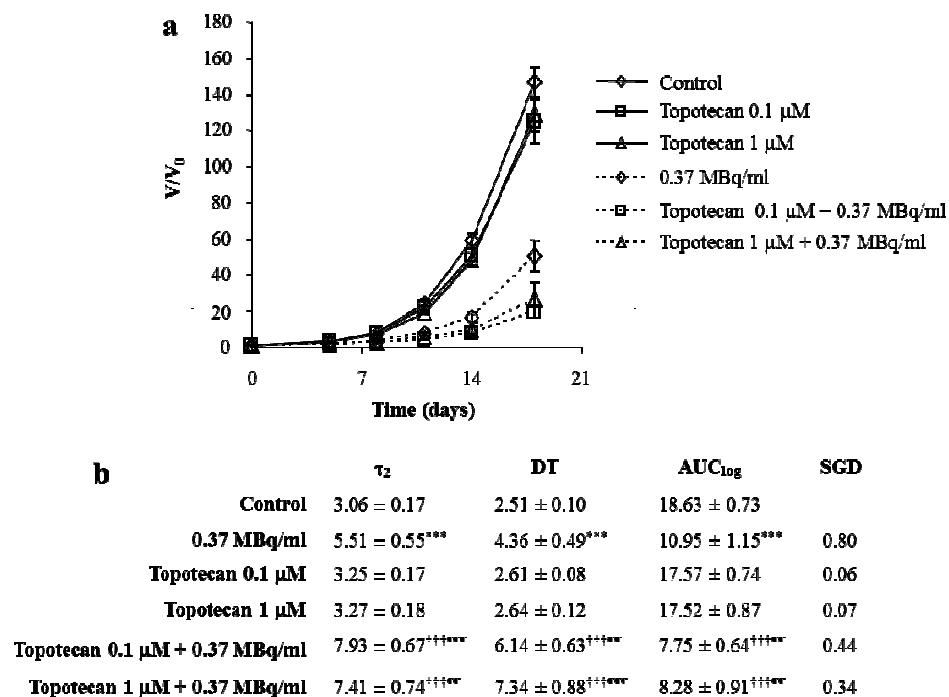 a
180
160
140
120
100
80
60
40
20
0
V/V0
0 7 14 21
Time (days)
Control
Topotecan 0.1 µM
Topotecan 1 µM
0.37 MBq/ml
Topotecan 0.1 µM – 0.37 MBq/ml
Topotecan 1 µM + 0.37 MBq/ml
b
τ2 DT AUClog SGD
Control 3.06 = 0.17 2.51 ± 0.10 18.63 ± 0.73
0.37 MBq/ml 5.51 = 0.55*** 4.36 ± 0.49*** 10.95 ± 1.15*** 0.80
Topotecan 0.1 µM 3.25 = 0.17 2.61 ± 0.08 17.57 ± 0.74 0.06
Topotecan 1 µM 3.27 = 0.18 2.64 ± 0.12 17.52 ± 0.87 0.07
Topotecan 0.1 µM + 0.37 MBq/ml 7.93 = 0.67 6.14 ± 0.63 7.75 ± 0.64 0.44
Topotecan 1 µM + 0.37 MBq/ml 7.41 = 0.74 7.34 ± 0.88 8.28 ± 0.91 0.34